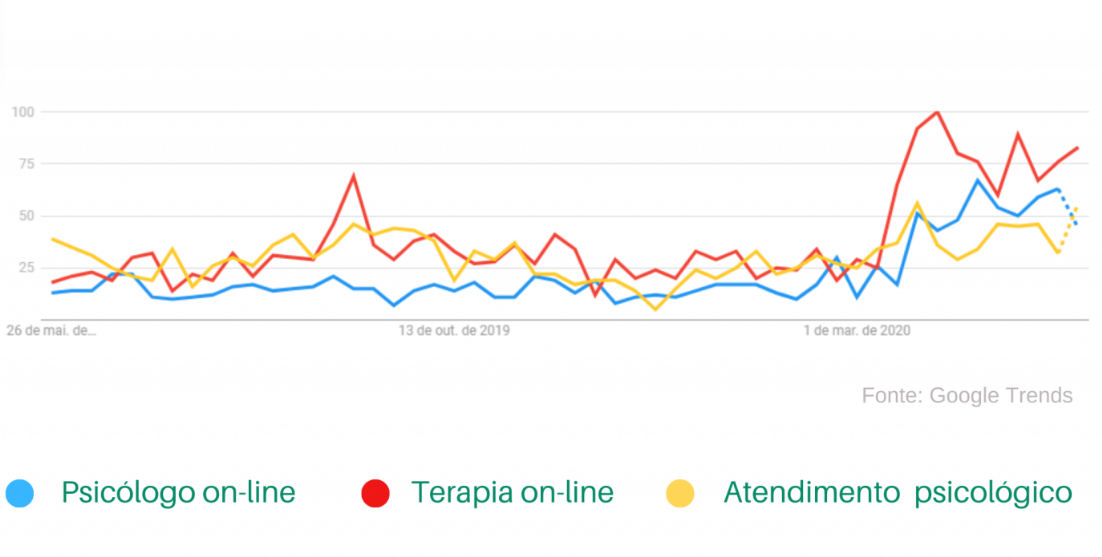 100
75
50
25
26 de mai. de...
13 de out. de 2019
1 de mar. de 2020
Fonte: Google Trends
Psicólogo on-line
Terapia on-line
Atendimento psicológico